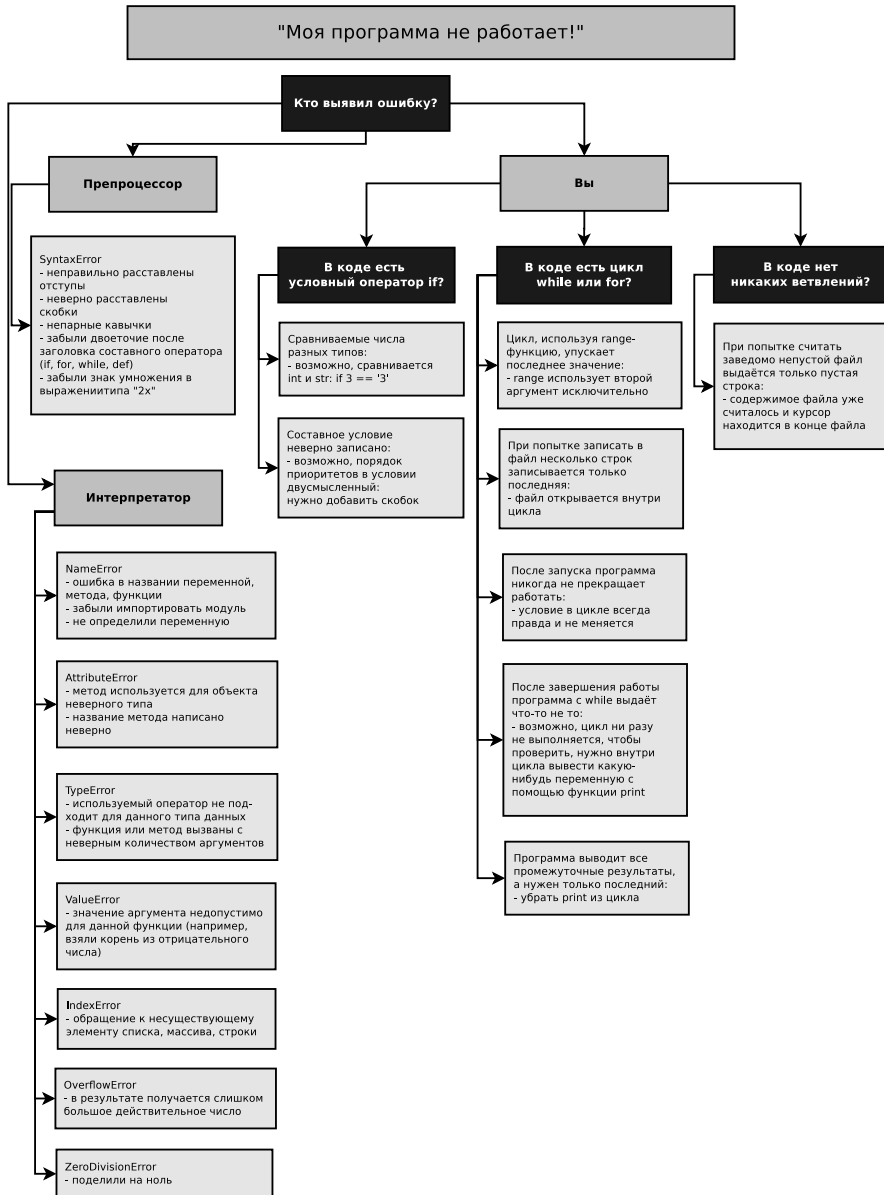 "Моя программа не работает!"
Кто выявил ошибку?
Препроцессор
SyntaxError
- неправильно расставлены
отступы
- неверно расставлены
скобки
- непарные кавычки
- забыли двоеточие после
заголовка составного оператора
(if, for, while, def)
- забыли знак умножения в
выражениитипа "2x"
Интерпретатор
NameError
- ошибка в названии переменной,
метода, функции
- забыли импортировать модуль
- не определили переменную
AttributeError
- метод используется для объекта
неверного типа
- название метода написано
неверно
TypeError
- используемый оператор не под-
ходит для данного типа данных
- функция или метод вызваны с
неверным количеством аргументов
ValueError
- значение аргумента недопустимо
для данной функции (например,
взяли корень из отрицательного
числа)
IndexError
- обращение к несуществующему
элементу списка, массива, строки
OverflowError
- в результате получается слишком
большое действительное число
ZeroDivisionError
- поделили на ноль
Вы
В коде есть
условный оператор if?
Сравниваемые числа
разных типов:
- возможно, сравнивается
int и str: if 3 == '3'
Составное условие
неверно записано:
- возможно, порядок
приоритетов в условии
двусмысленный:
нужно добавить скобок
В коде есть цикл
while или for?
Цикл, используя range-
функцию, упускает
последнее значение:
- range использует второй
аргумент исключительно
При попытке записать в
файл несколько строк
записывается только
последняя:
- файл открывается внутри
цикла
После запуска программа
никогда не прекращает
работать:
- условие в цикле всегда
правда и не меняется
После завершения работы
программа с while выдаёт
что-то не то:
- возможно, цикл ни разу
не выполняется, чтобы
проверить, нужно внутри
цикла вывести какую-
нибудь переменную с
помощью функции print
Программа выводит все
промежуточные результаты,
а нужен только последний:
- убрать print из цикла
В коде нет
никаких ветвлений?
При попытке считать
заведомо непустой файл
выдаётся только пустая
строка:
- содержимое файла уже
считалось и курсор
находится в конце файла